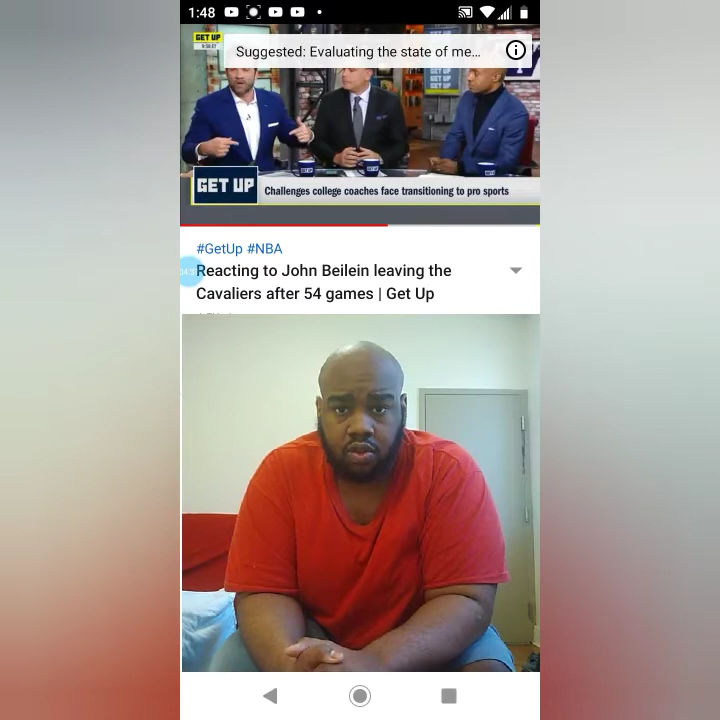 1:48
GET UP
Suggested: Evaluating the state of me...
GET UP
Challenges college coaches face transitioning to pro sports
#GetUp #NBA
Reacting to John Beilein leaving the
Cavaliers after 54 games | Get Up